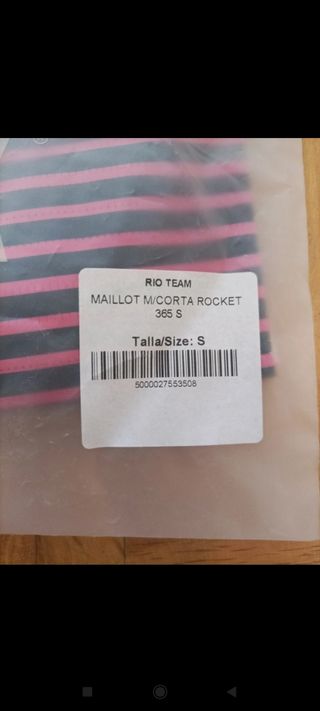 RIO TEAM
MAILLOT M/CORTA ROCKET
365 S
Talla/Size: S
5000027553508